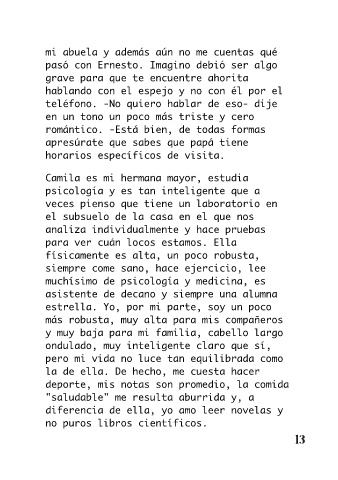 mi abuela y además aún no me cuentas qué
pasó con Ernesto. Imagino debió ser algo
grave para que te encuentre ahorita
hablando con el espejo y no con él por el
teléfono. -No quiero hablar de eso- dije
en un tono un poco más triste y cero
romántico. -Está bien, de todas formas
apresúrate que sabes que papá tiene
horarios específicos de visita.
Camila es mi hermana mayor, estudia
psicología y es tan inteligente que a
veces pienso que tiene un laboratorio en
el subsuelo de la casa en el que nos
analiza individualmente y hace pruebas
para ver cuán locos estamos. Ella
físicamente es alta, un poco robusta,
siempre come sano, hace ejercicio, lee
muchísimo de psicología y medicina, es
asistente de decano y siempre una alumna
estrella. Yo, por mi parte, soy un poco
más robusta, muy alta para mis compañeros
y muy baja para mi familia, cabello largo
ondulado, muy inteligente claro que sí,
pero mi vida no luce tan equilibrada como
la de ella. De hecho, me cuesta hacer
deporte, mis notas son promedio, la comida
"saludable" me resulta aburrida y, a
diferencia de ella, yo amo leer novelas y
no puros libros científicos.
13